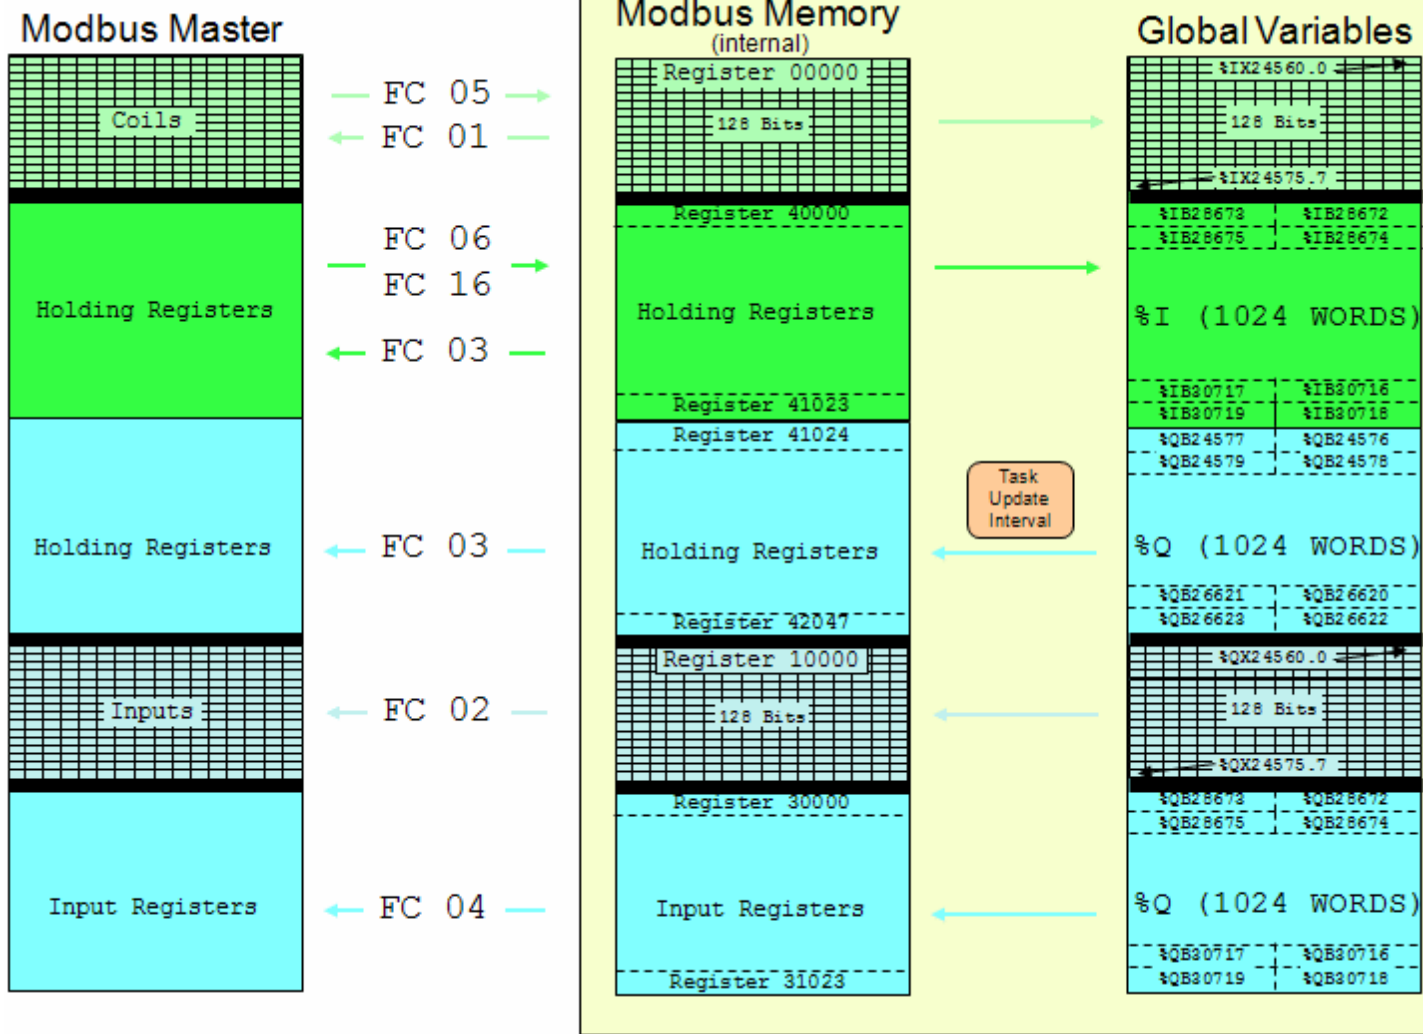 Modbus Master
Coils
Holding Registers
Holding Registers
Inputs
Input Registers
FC 05
FC 01
FC 06
FC 16
FC 03
FC 03
FC 02
FC 04
Modbus Memory
(internal)
Register 00000
128 Bits
Register 40000
Holding Registers
Register 41023
Register 41024
Holding Registers
Register 42047
Register 10000
128 Bits
Register 30000
Input Registers
Register 31023
Task
Update
Interval
Global Variables
%IX24560.0
128 Bits
%IX24575.7
%IB28673 %IB28672
%IB28675 %IB28674
%I (1024 WORDS)
%IB30717 %IB30716
%IB30719 %IB30718
%QB24577 %QB24576
%QB24579 %QB24578
%Q (1024 WORDS)
%QB26621 %QB26620
%QB26623 %QB26622
%QX24560.0
128 Bits
%QX24575.7
%QB28673 %QB28672
%QB28675 %QB28674
%Q (1024 WORDS)
%QB30717 %QB30716
%QB30719 %QB30718